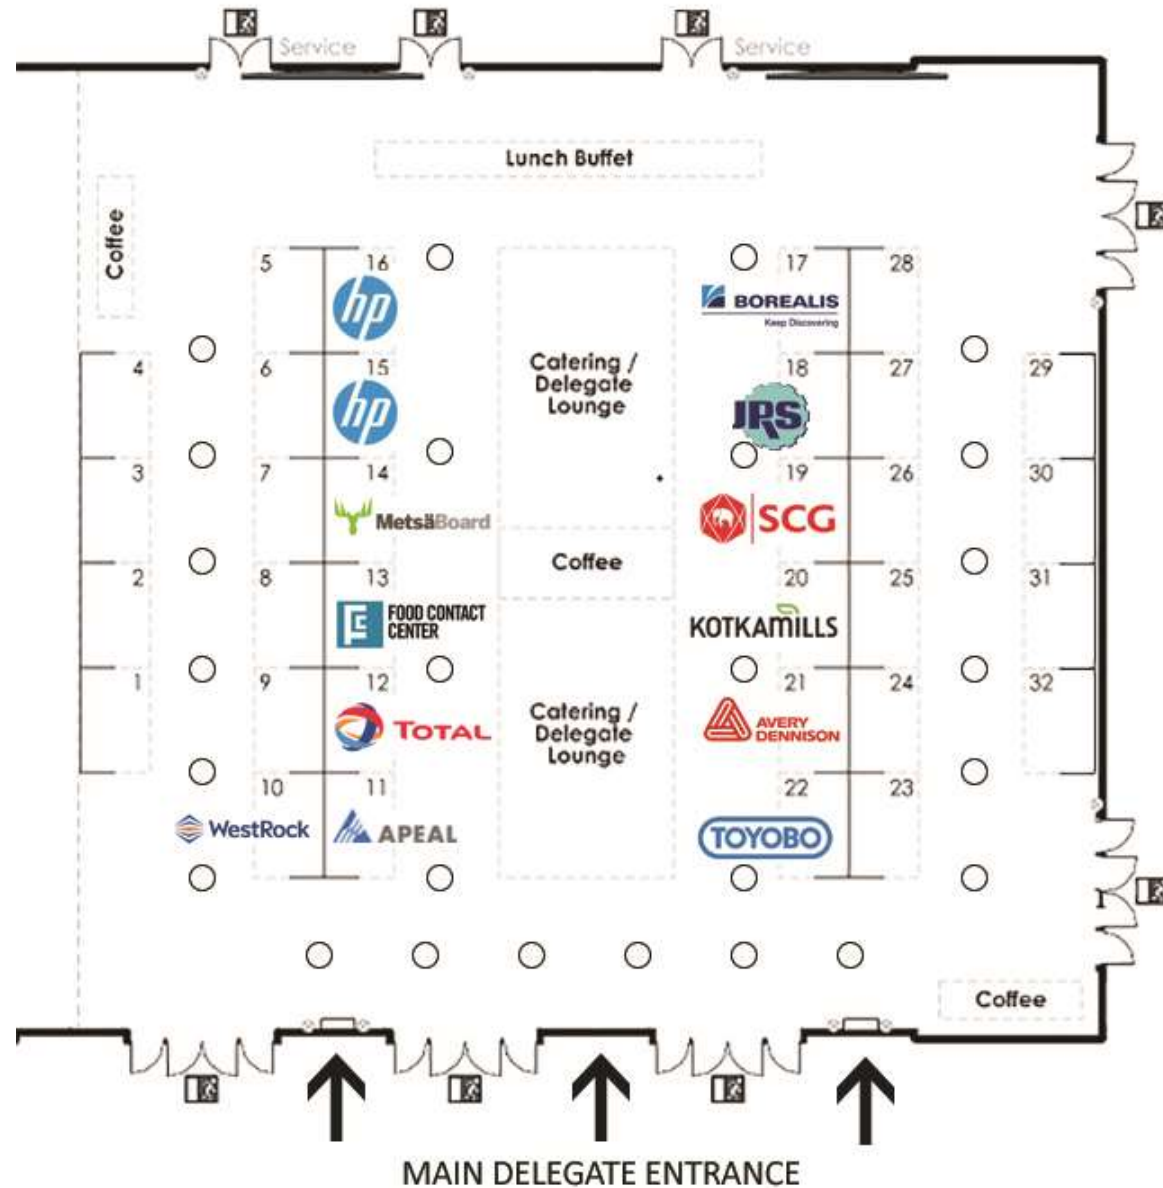 Service
Service
Lunch Buffet
Coffee
5
16
17
28
hp
BOREALIS
Keep Discovering
4
6
15
18
27
29
Catering /
Delegate
Lounge
hp
JRS
3
7
14
19
26
30
MetsäBoard
SCG
2
8
13
Coffee
20
25
31
FOOD CONTACT
CENTER
KOTKAMILLS
1
9
12
21
24
32
TOTAL
Catering /
Delegate
Lounge
AVERY
DENNISON
10
11
22
23
WestRock
APEAL
TOYOBO
Coffee
MAIN DELEGATE ENTRANCE